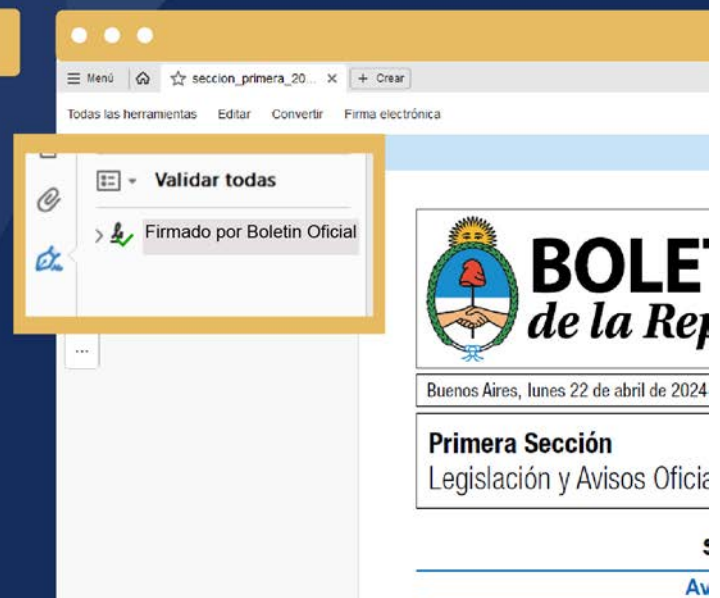 Menú
seccion_primera_20...
Crear
Todas las herramientas Editar Convertir Firma electrónica
Validar todas
Firmado por Boletin Oficial
...
BOLET
de la Rep
Buenos Aires, lunes 22 de abril de 2024
Primera Sección
Legislación y Avisos Oficia
Av